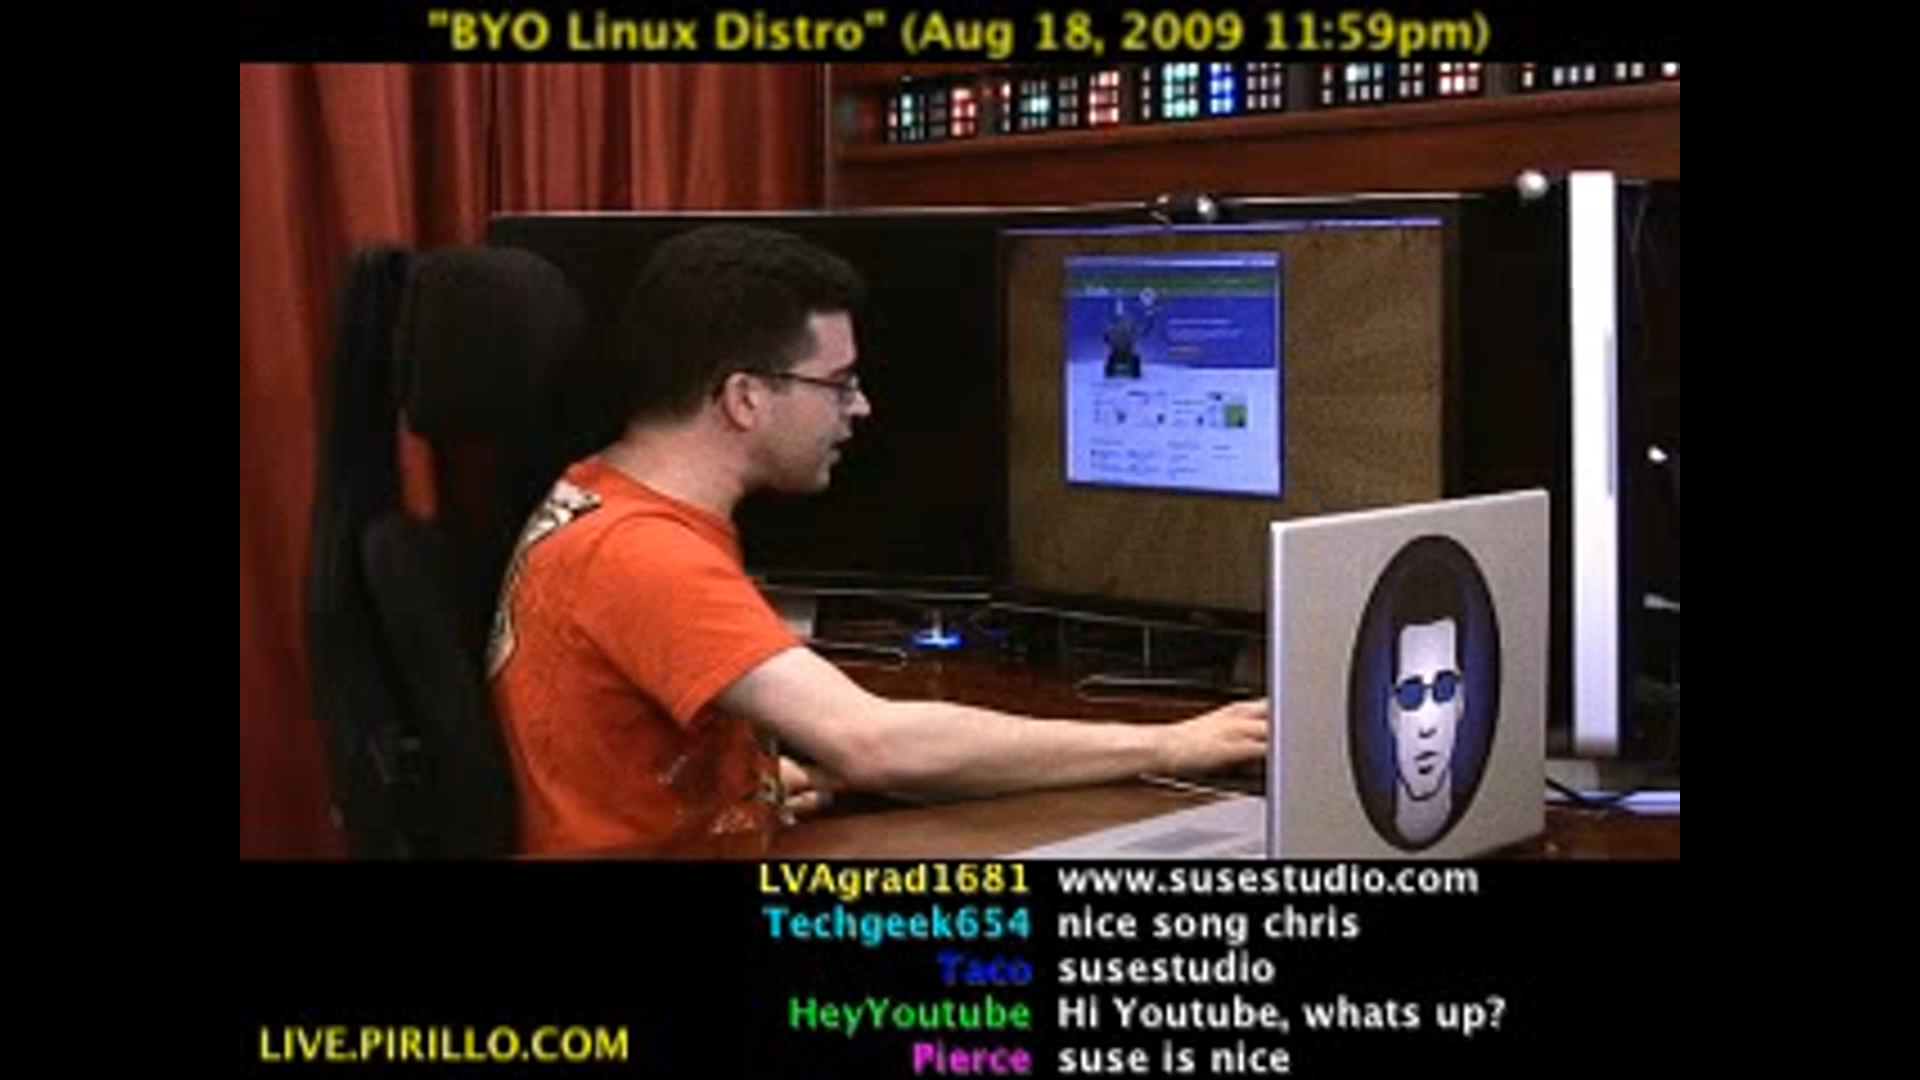 "BYO Linux Distro" (Aug 18, 2009 11:59pm)
LVAgrad1681 www.susestudio.com
Techgeek654 nice song chris
Taco susestudio
HeyYoutube Hi Youtube, whats up?
LIVE.PIRILLO.COM
Pierce suse is nice